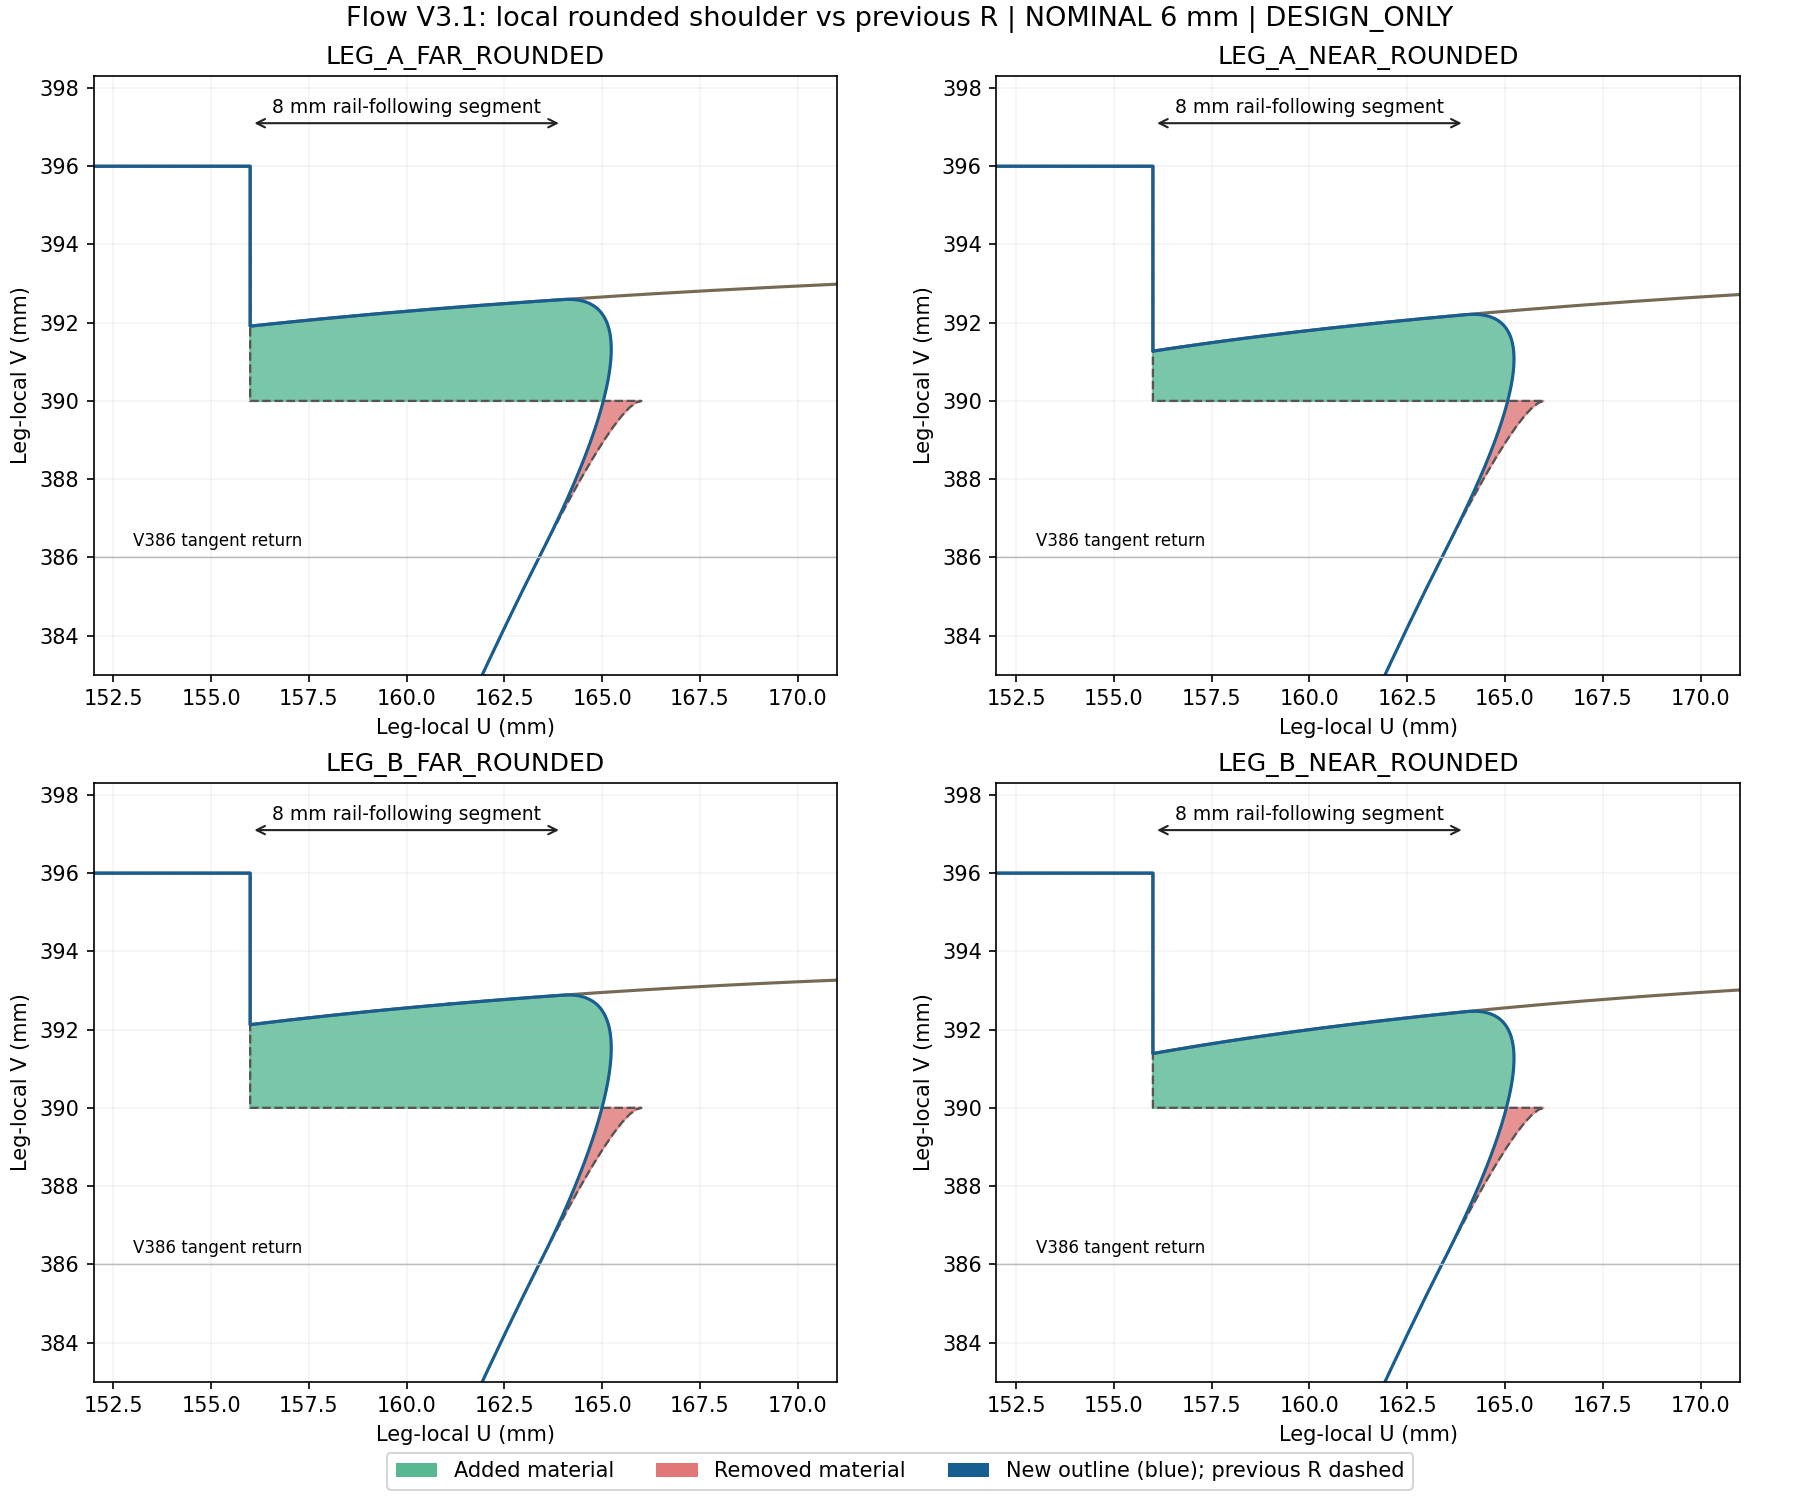 Flow V3.1: local rounded shoulder vs previous R | NOMINAL 6 mm | DESIGN_ONLY
LEG_A_FAR_ROUNDED
8 mm rail-following segment
V386 tangent return
398
396
394
392
390
388
386
384
Leg-local V (mm)
152.5 155.0 157.5 160.0 162.5 165.0 167.5 170.0
Leg-local U (mm)
LEG_A_NEAR_ROUNDED
8 mm rail-following segment
V386 tangent return
398
396
394
392
390
388
386
384
Leg-local V (mm)
152.5 155.0 157.5 160.0 162.5 165.0 167.5 170.0
Leg-local U (mm)
LEG_B_FAR_ROUNDED
8 mm rail-following segment
V386 tangent return
398
396
394
392
390
388
386
384
Leg-local V (mm)
152.5 155.0 157.5 160.0 162.5 165.0 167.5 170.0
Leg-local U (mm)
LEG_B_NEAR_ROUNDED
8 mm rail-following segment
V386 tangent return
398
396
394
392
390
388
386
384
Leg-local V (mm)
152.5 155.0 157.5 160.0 162.5 165.0 167.5 170.0
Leg-local U (mm)
Added material
Removed material
New outline (blue); previous R dashed